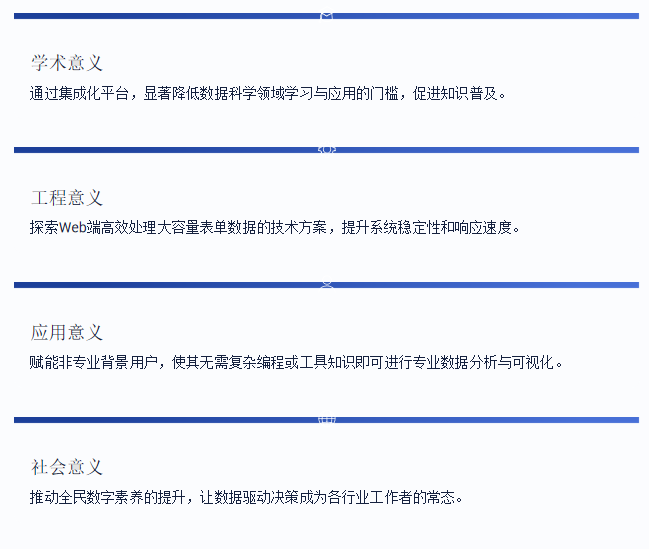 学术意义
通过集成化平台，显著降低数据科学领域学习与应用的门槛，促进知识普及。
工程意义
探索Web端高效处理大容量表单数据的技术方案，提升系统稳定性和响应速度。
应用意义
赋能非专业背景用户，使其无需复杂编程或工具知识即可进行专业数据分析与可视化。
社会意义
推动全民数字素养的提升，让数据驱动决策成为各行业工作者的常态。